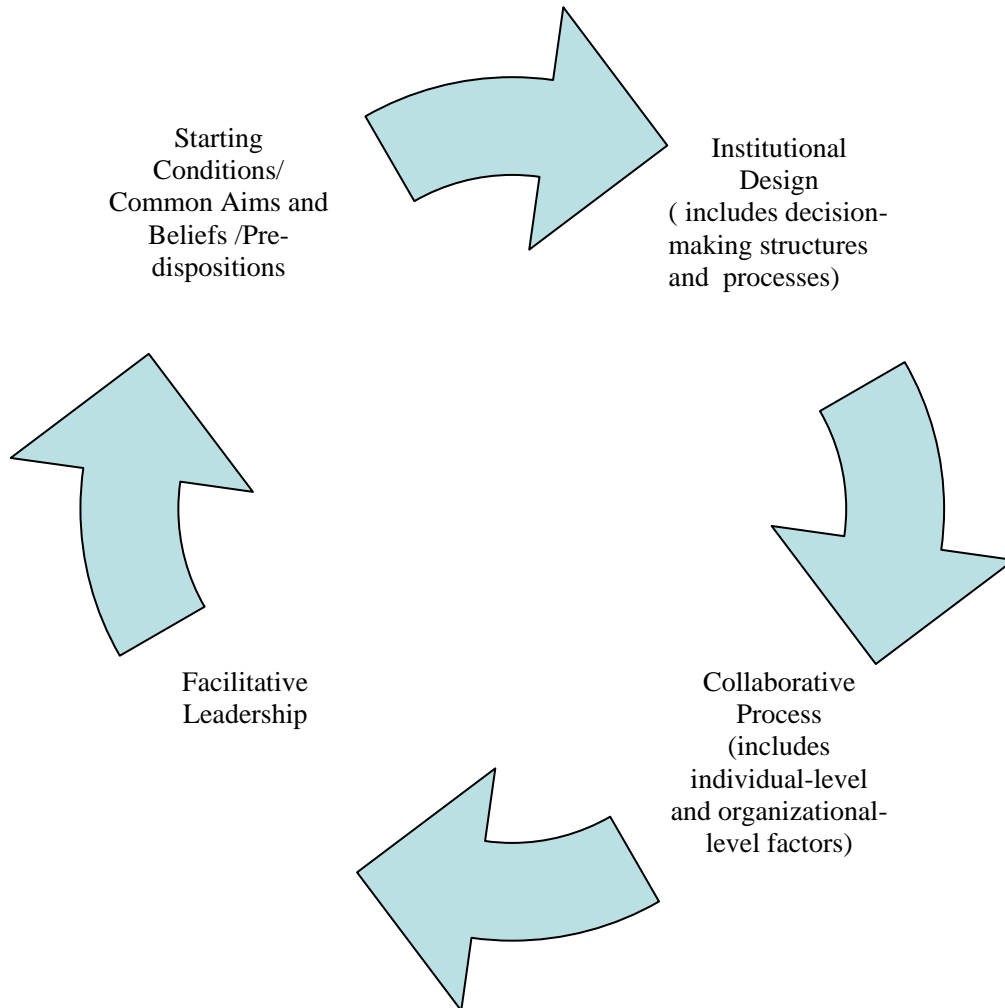 Starting
Conditions/
Common Aims and
Beliefs /Pre-
dispositions
Institutional
Design
( includes decision-
making structures
and  processes)
Facilitative
Leadership
Collaborative
Process
(includes
individual-level
and organizational-
level factors)